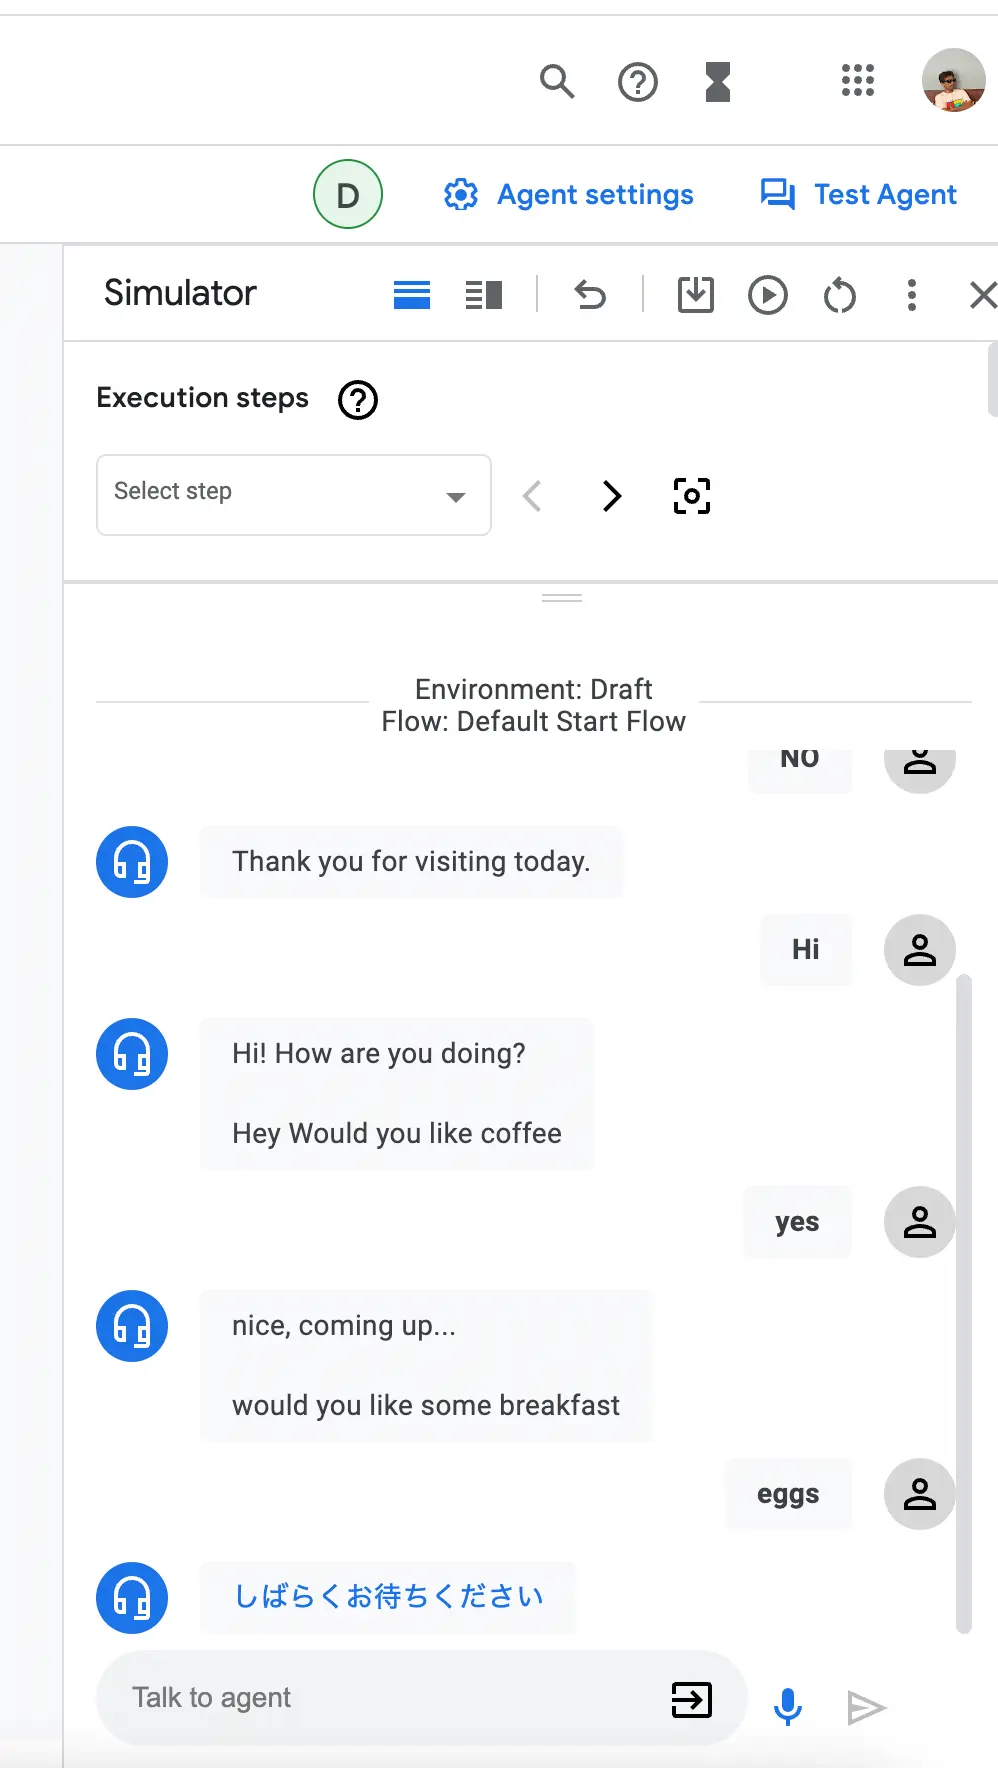 D
Agent settings
Test Agent
Simulator
Execution steps
Select step
Environment: Draft
Flow: Default Start Flow
NO
Thank you for visiting today.
Hi
Hi! How are you doing?
Hey Would you like coffee
yes
nice, coming up...
would you like some breakfast
eggs
しばらくお待ちください
Talk to agent